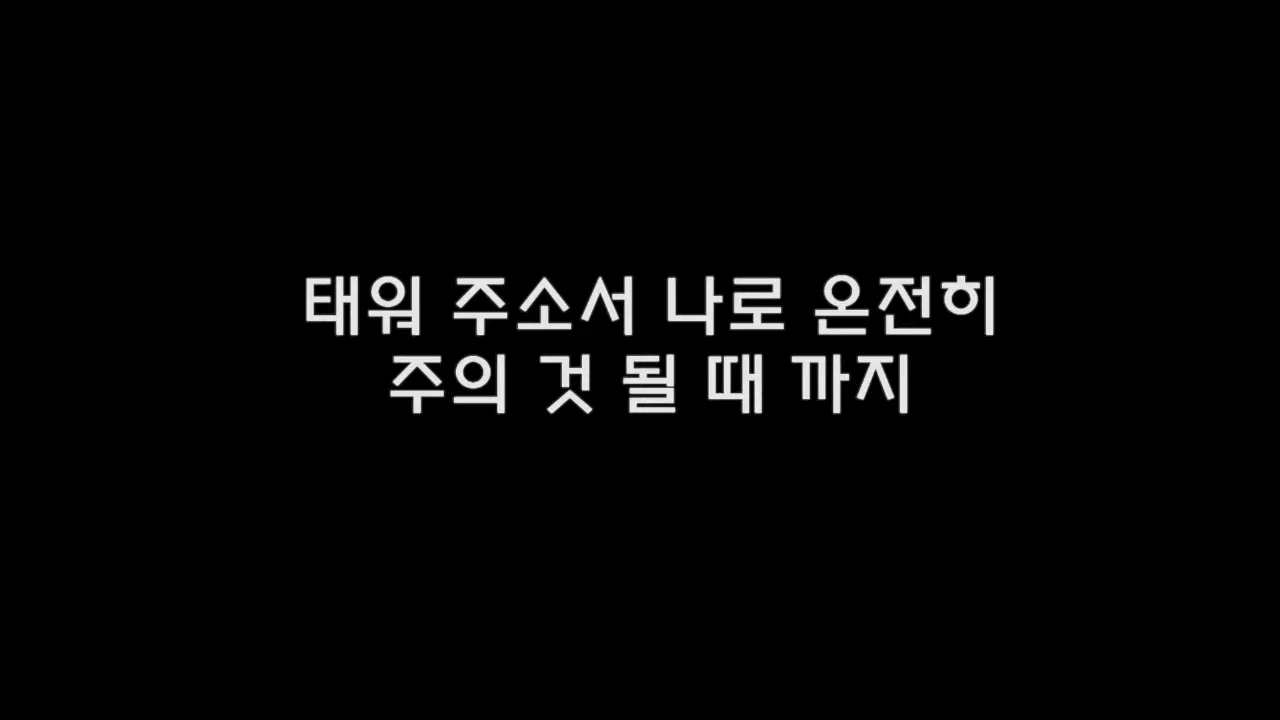 태워 주소서 나로 온전히
주의 것 될 때 까지